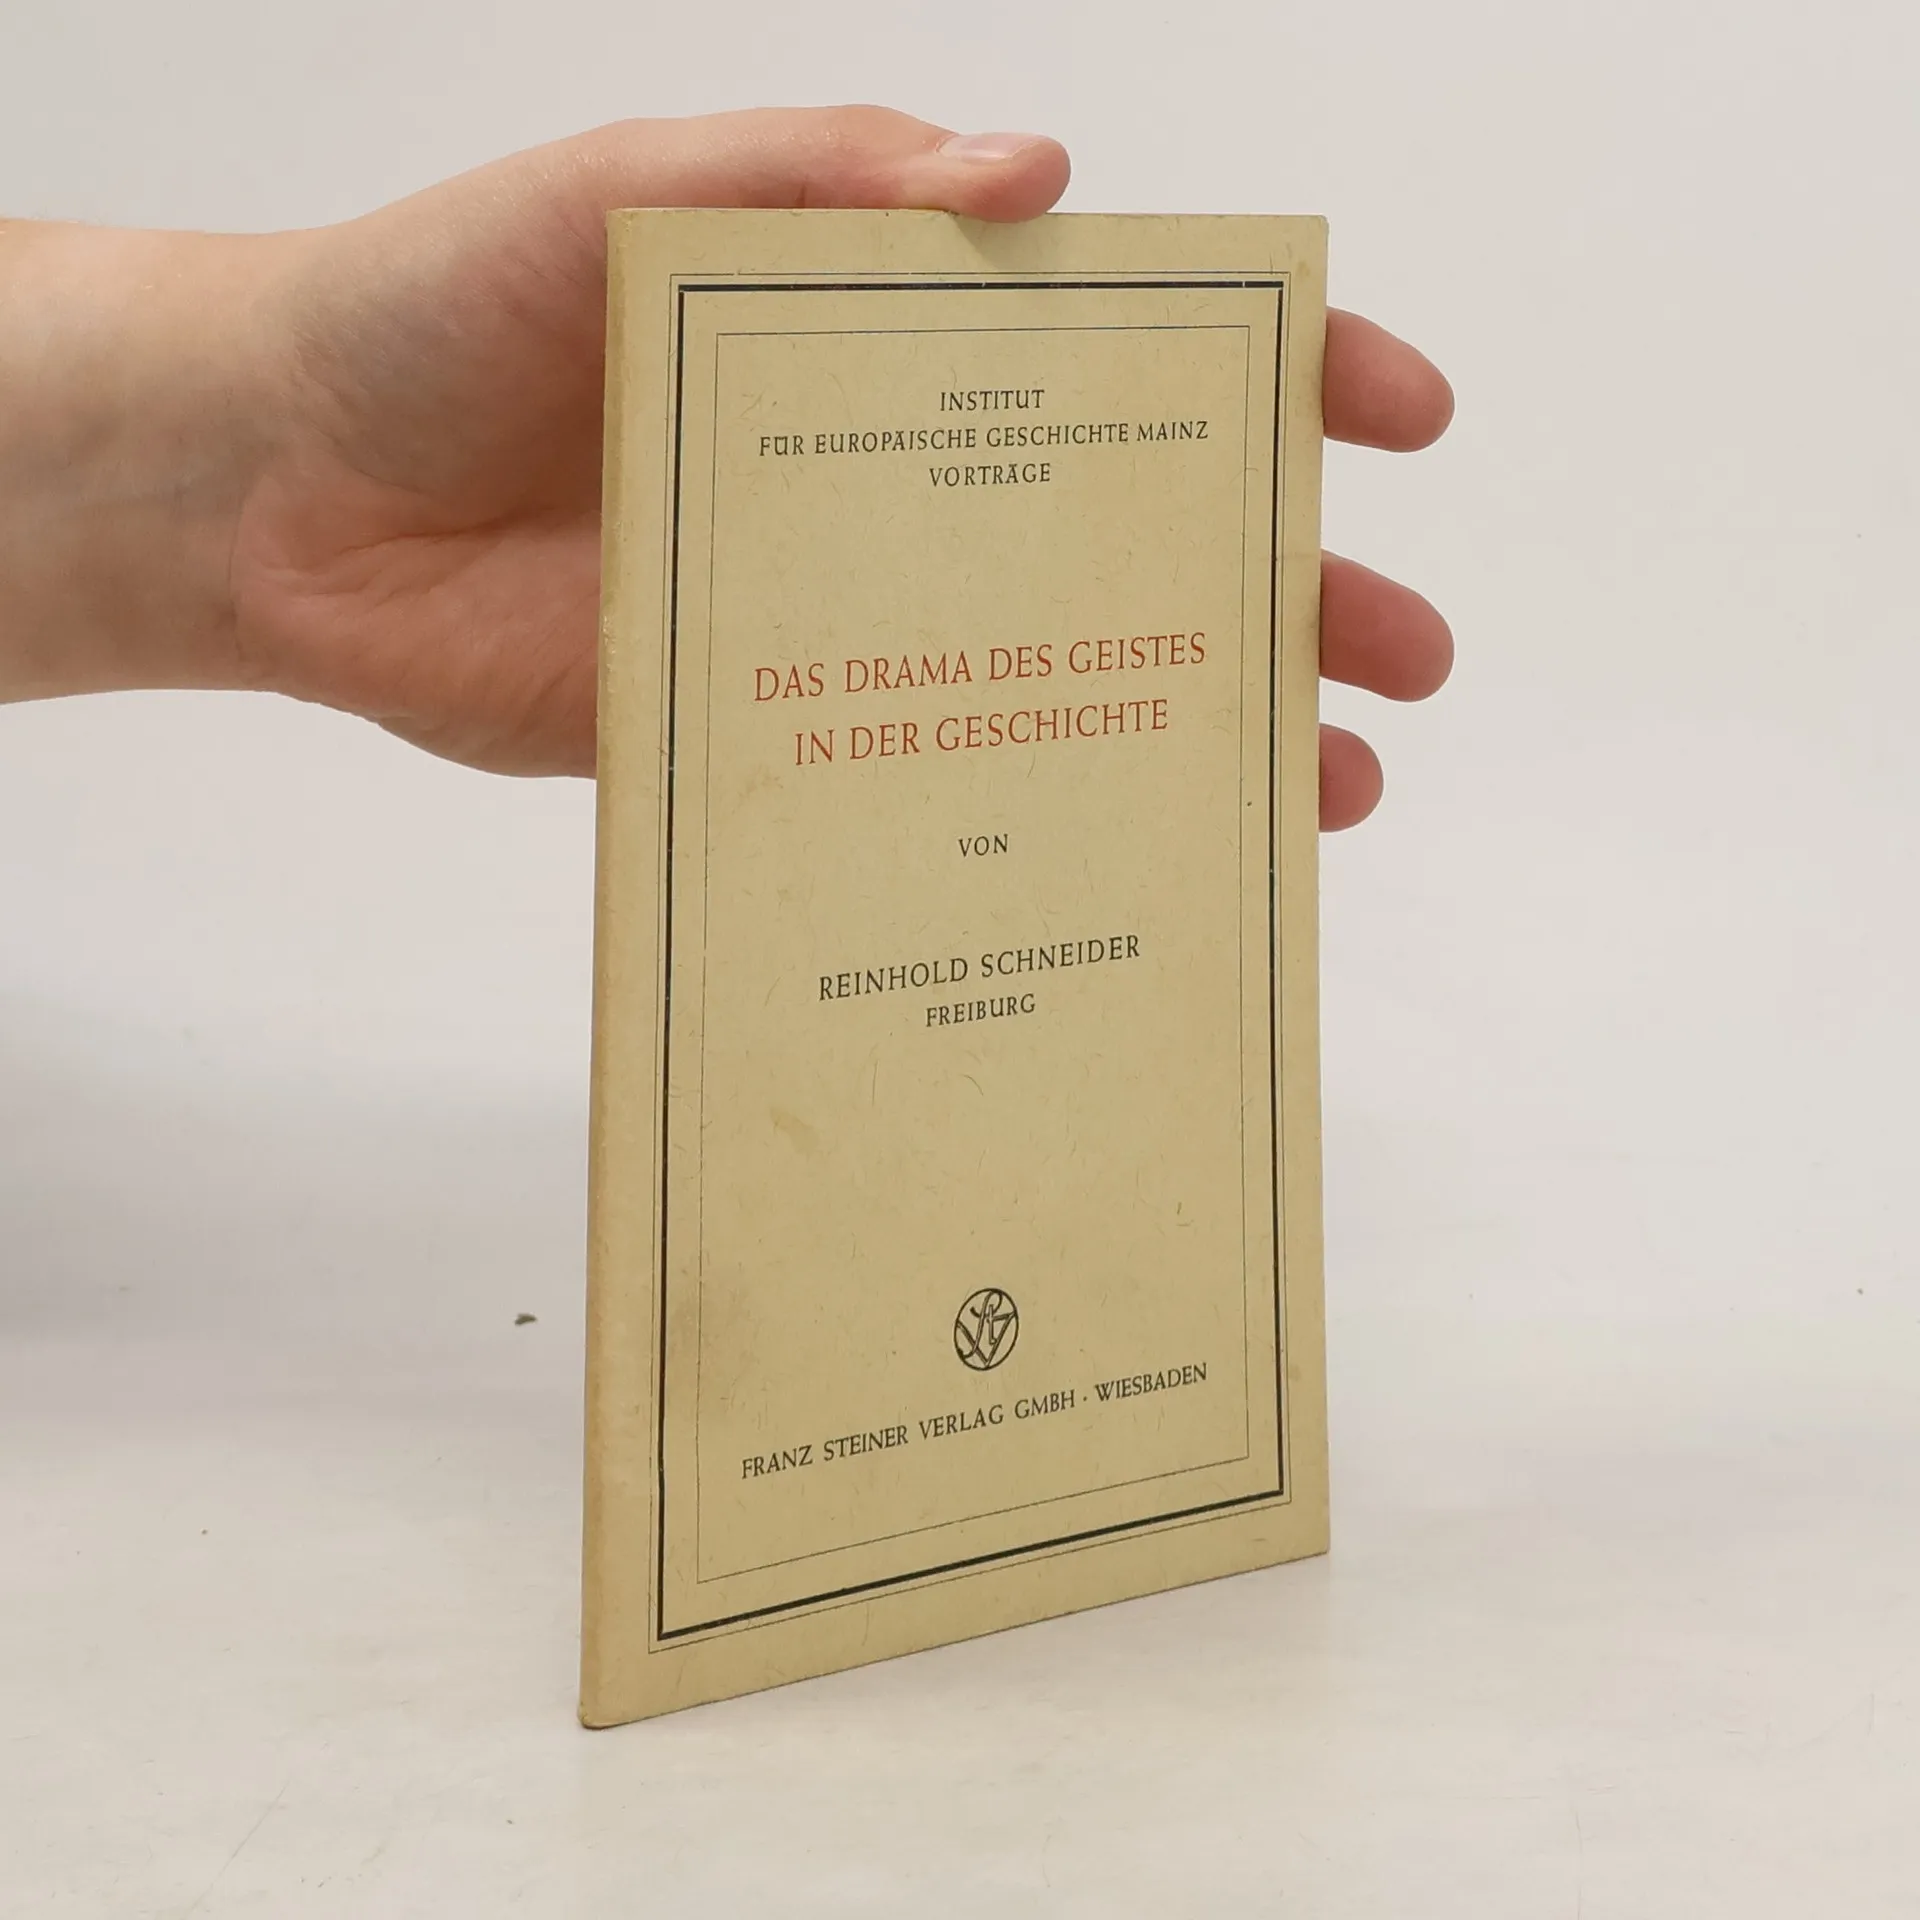 INSTITUT
FÜR EUROPÄISCHE GESCHICHTE MAINZ
VORTRÄGE
DAS DRAMA DES GEISTES
IN DER GESCHICHTE
VON
REINHOLD SCHNEIDER
FREIBURG
FRANZ STEINER VERLAG GMBH · WIESBADEN